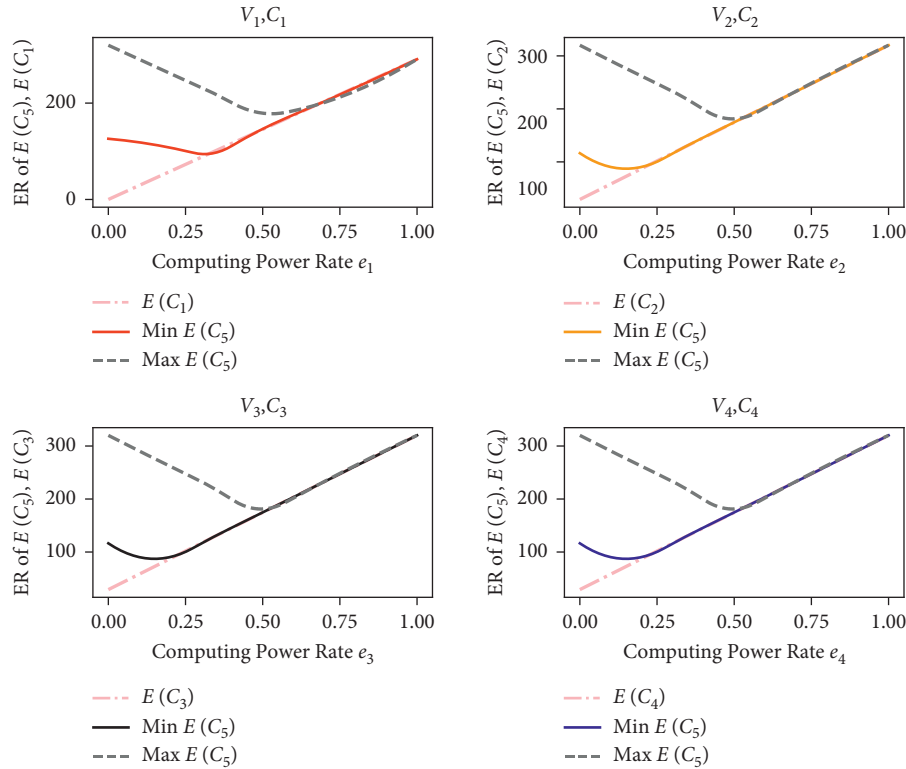 V1,C1
ER of E (C5), E (C1)
200
0
0.00 0.25 0.50 0.75 1.00
Computing Power Rate e1
E (C1)
Min E (C5)
Max E (C5)
V2,C2
ER of E (C5), E (C2)
300
200
100
0.00 0.25 0.50 0.75 1.00
Computing Power Rate e2
E (C2)
Min E (C5)
Max E (C5)
V3,C3
ER of E (C5), E (C3)
300
200
100
0.00 0.25 0.50 0.75 1.00
Computing Power Rate e3
E (C3)
Min E (C5)
Max E (C5)
V4,C4
ER of E (C5), E (C4)
300
200
100
0.00 0.25 0.50 0.75 1.00
Computing Power Rate e4
E (C4)
Min E (C5)
Max E (C5)